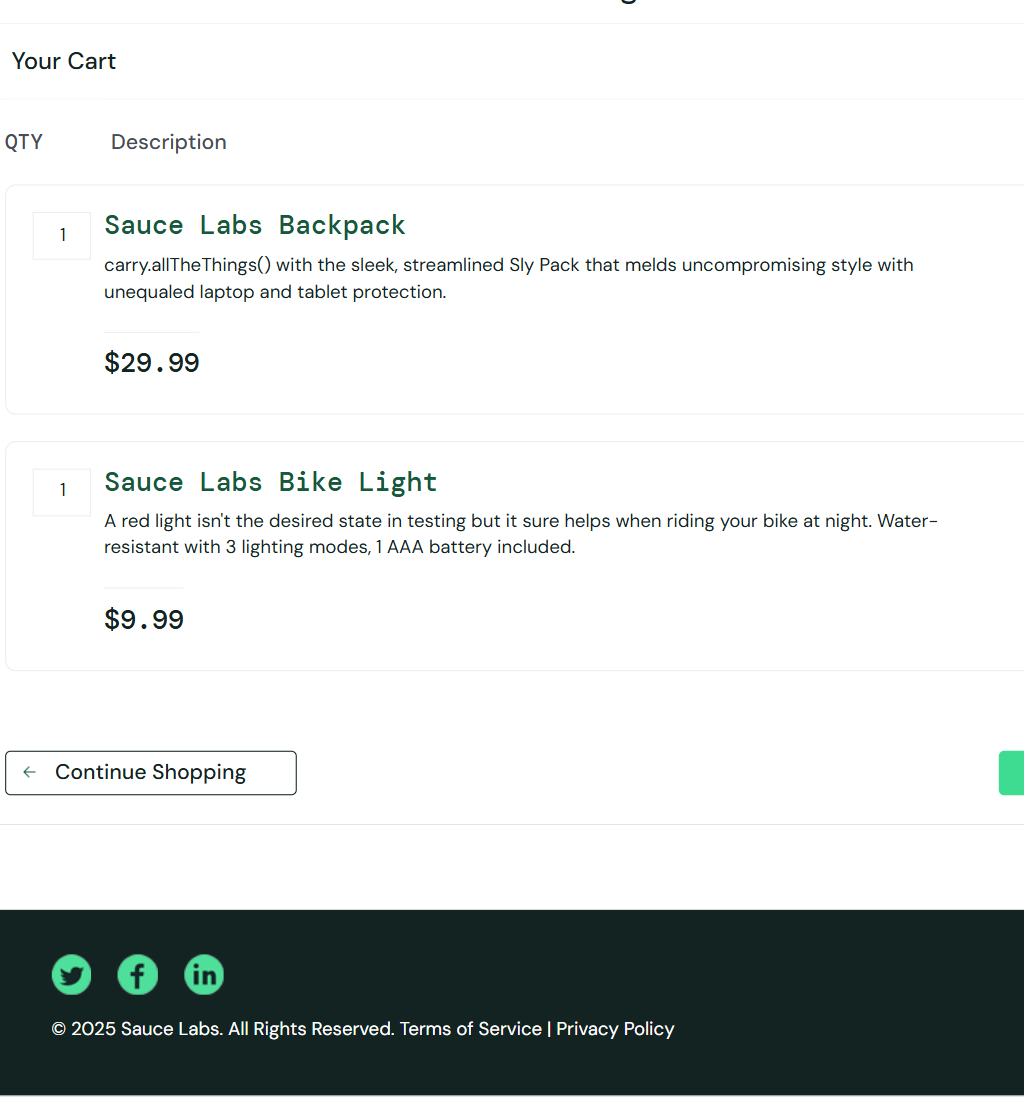 Your Cart
QTY Description
1 Sauce Labs Backpack
carry.allTheThings() with the sleek, streamlined Sly Pack that melds uncompromising style with
unequaled laptop and tablet protection.
$29.99
1 Sauce Labs Bike Light
A red light isn't the desired state in testing but it sure helps when riding your bike at night. Water-
resistant with 3 lighting modes, 1 AAA battery included.
$9.99
Continue Shopping
© 2025 Sauce Labs. All Rights Reserved. Terms of Service | Privacy Policy